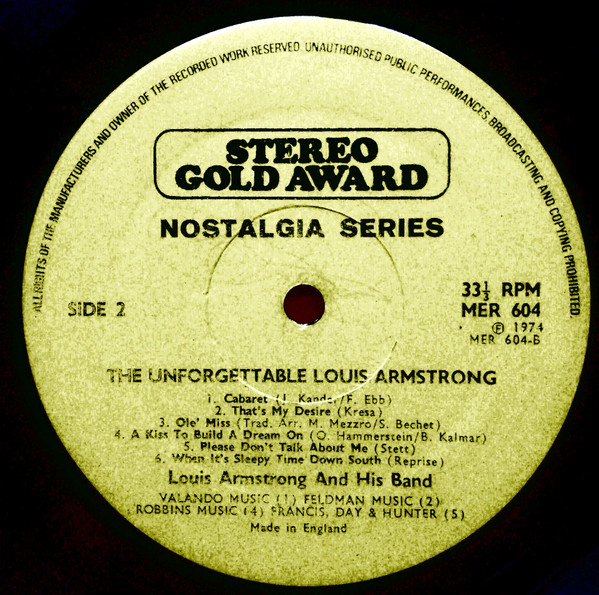 ALL RIGHTS OF THE MANUFACTURERS AND OWNER OF THE RECORDED WORK RESERVED. UNAUTHORISED PUBLIC PERFORMANCES, BROADCASTING AND COPYING PROHIBITED.
STEREO
GOLD AWARD
NOSTALGIA SERIES
SIDE 2
33⅓ RPM
MER 604
Ⓟ 1974
MER 604-B
THE UNFORGETTABLE LOUIS ARMSTRONG
1. Cabaret (J. Kander/F. Ebb)
2. That's My Desire (Kresa)
3. Ole' Miss (Trad. Arr. M. Mezzro/S. Bechet)
4. A Kiss To Build A Dream On (O. Hammerstein/B. Kalmar)
5. Please Don't Talk About Me (Stett)
6. When It's Sleepy Time Down South (Reprise)
Louis Armstrong And His Band
VALANDO MUSIC (1) FELDMAN MUSIC (2)
ROBBINS MUSIC (4) FRANCIS, DAY & HUNTER (5)
Made in England